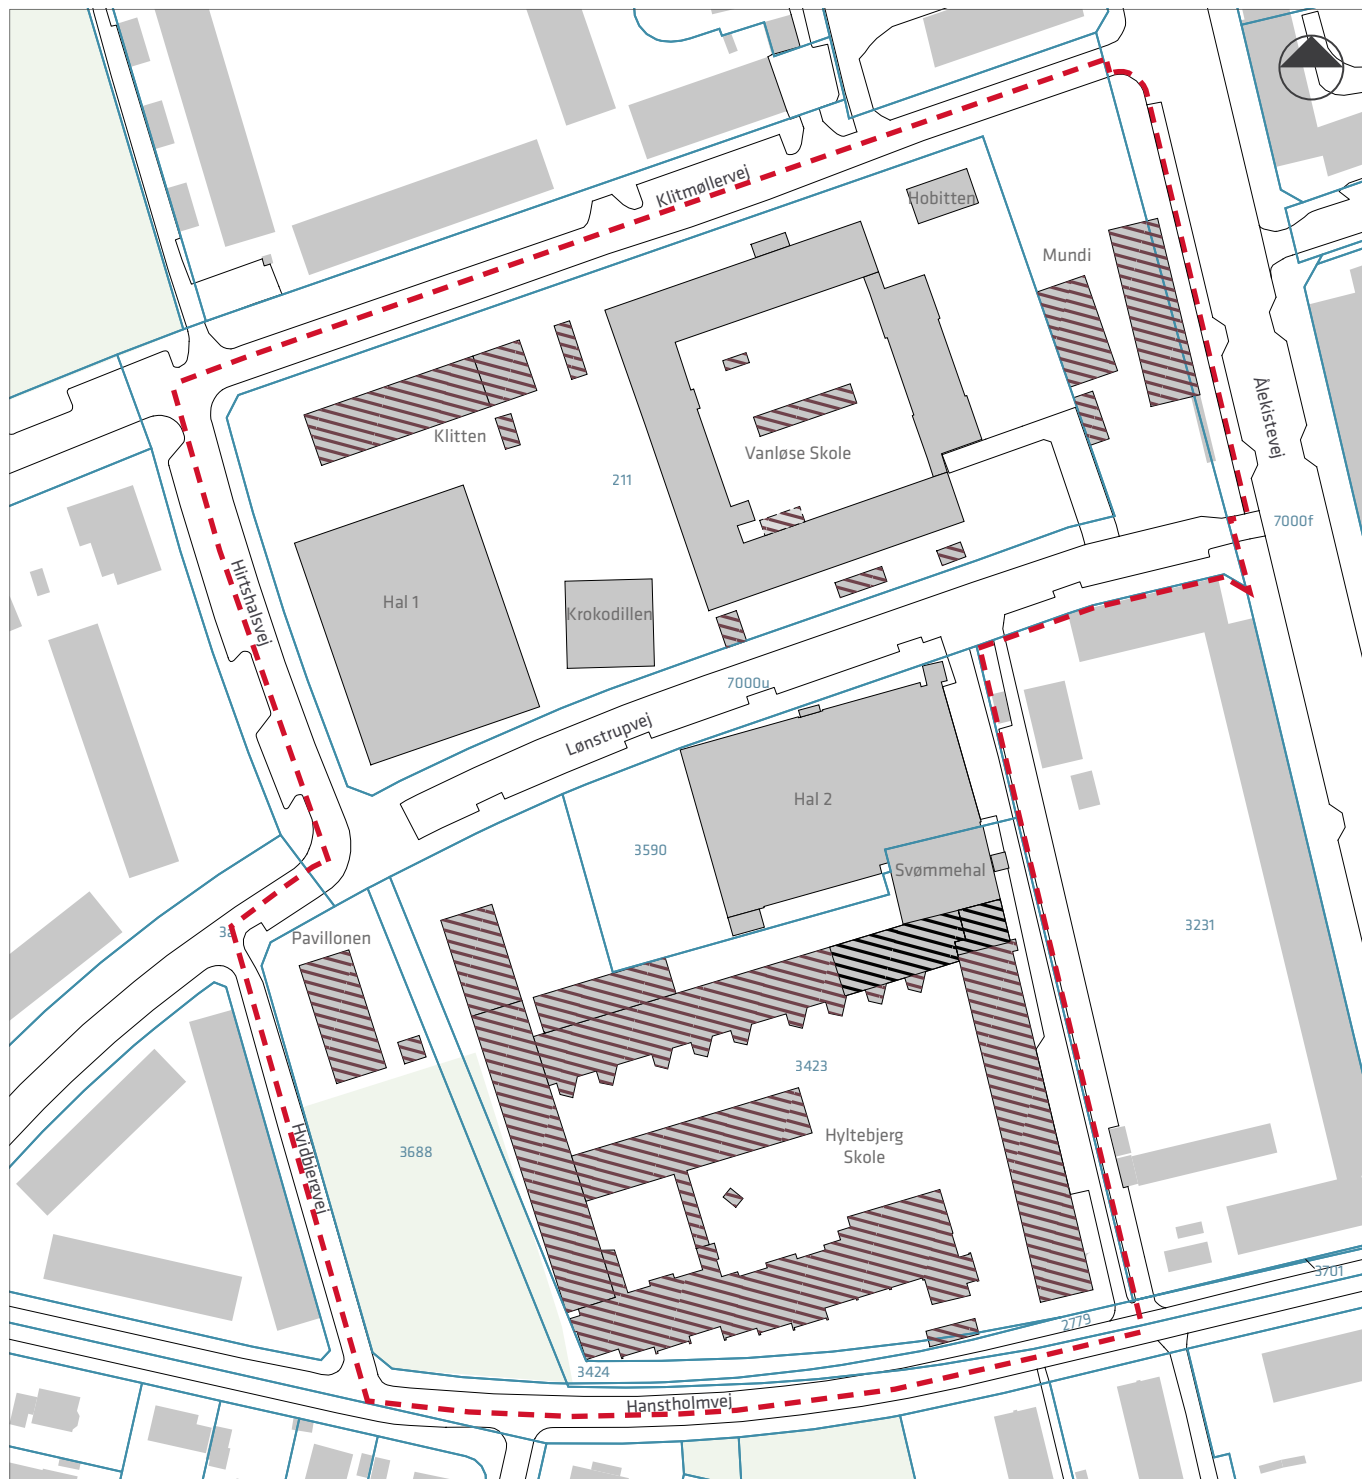 Klitmøllervej
Hobitten
Mundi
Ålekistevej
Klitten
Vanløse Skole
211
7000f
Hirtshalsvej
Hal 1
Krokodillen
7000u
Lønstrupvej
Hal 2
3590
Svømmehal
Pavillonen
3231
3423
Hyltebjerg
Skole
3688
Hvidbjergvej
3701
2779
3424
Hanstholmvej